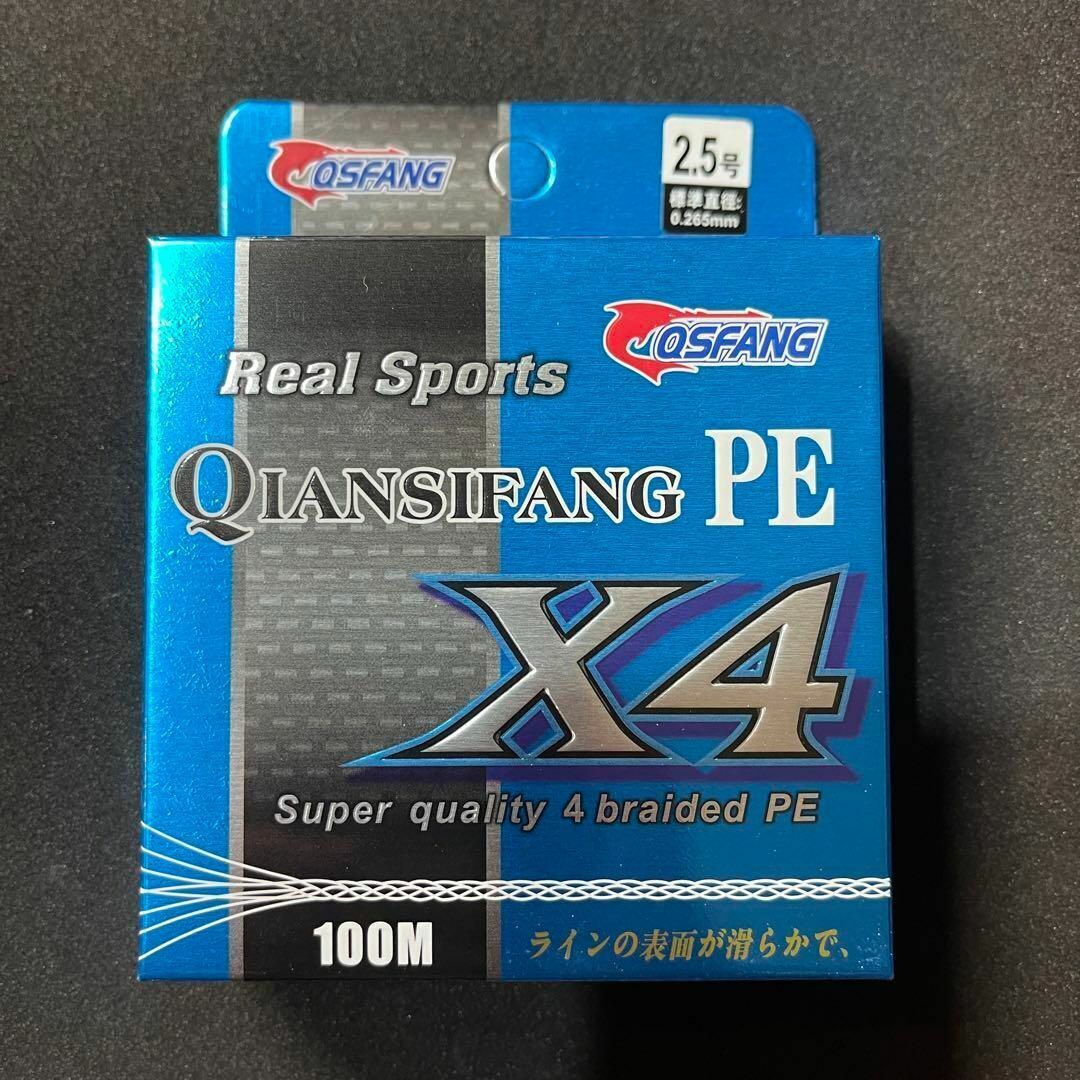 QSFANG
2.5号
標準直径:
0.265mm
QSFANG
Real Sports
QIANSIFANG PE
X4
Super quality 4 braided PE
100M
ラインの表面が滑らかで、